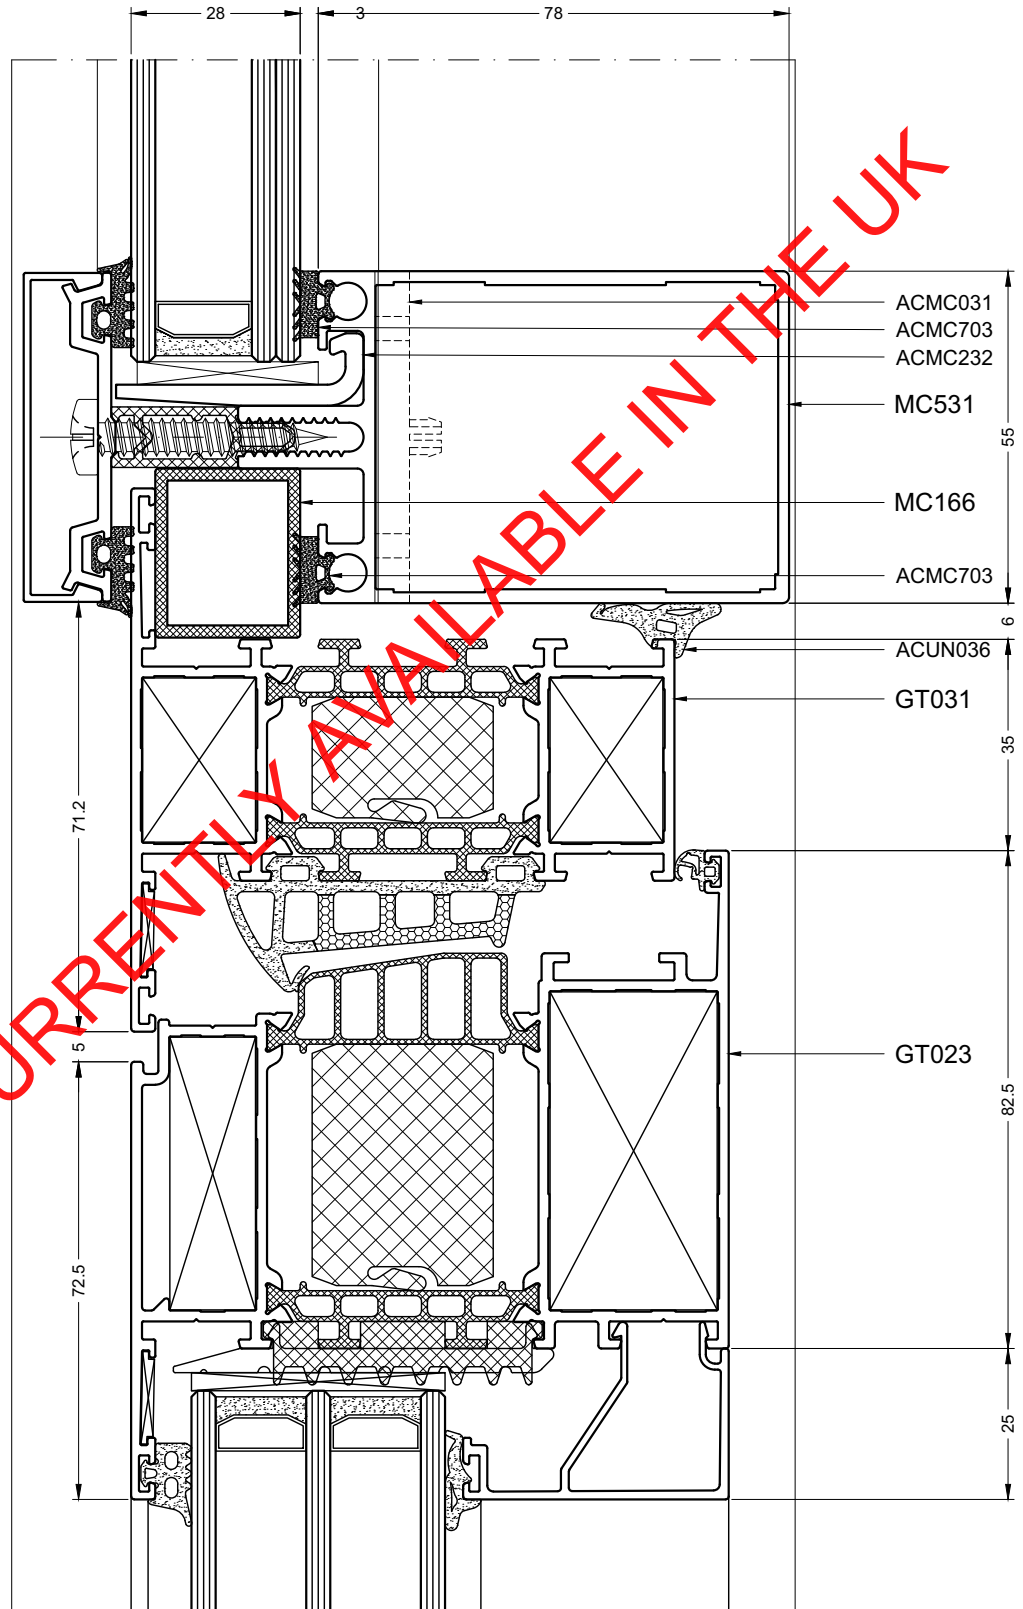 28
3
78
ACMC031
ACMC703
ACMC232
MC531
55
MC166
ACMC703
6
ACUN036
GT031
35
71.2
5
GT023
82.5
72.5
25
URRENTLY AVAILABLE IN THE UK